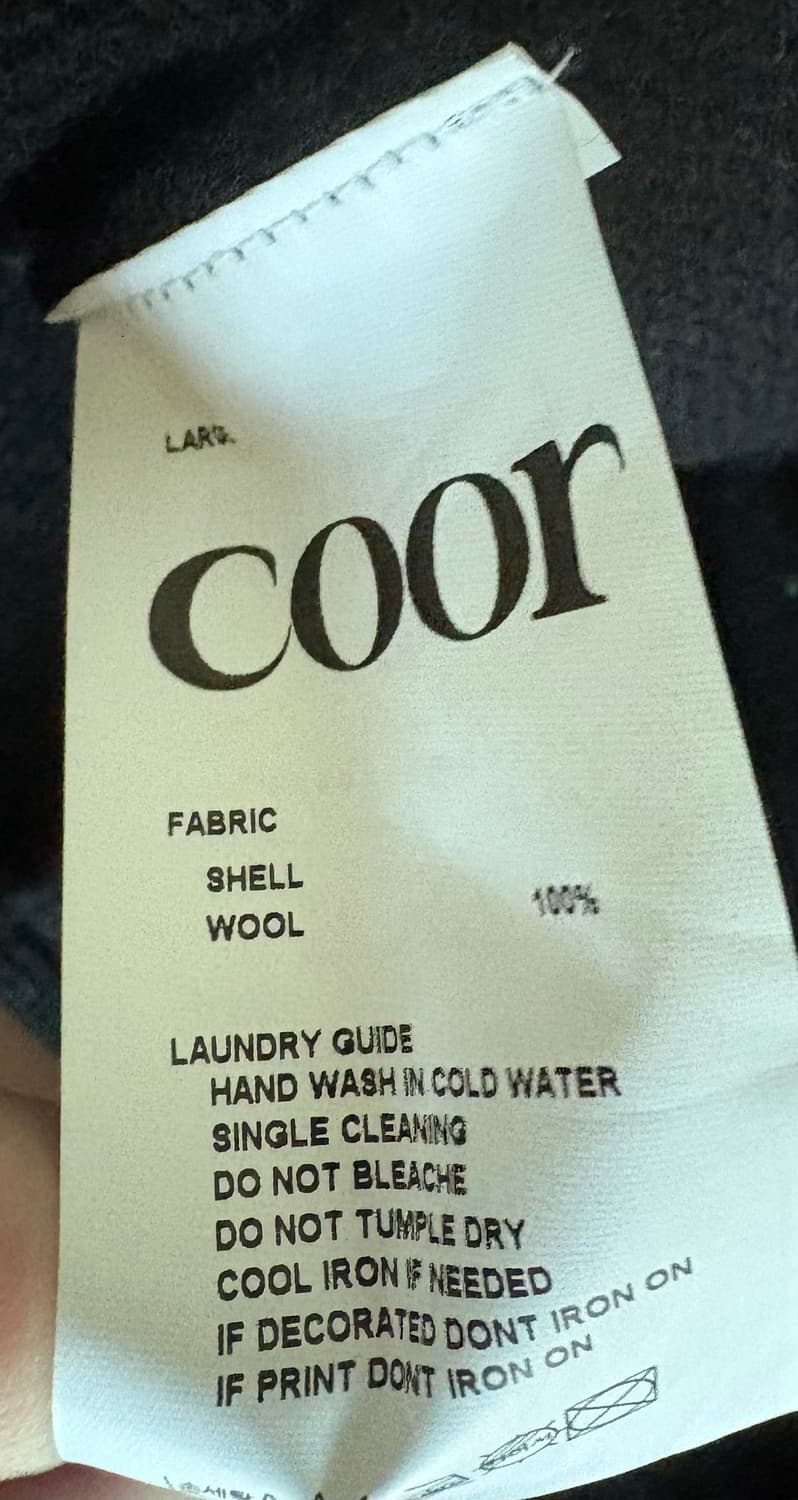 coor
FABRIC
SHELL
WOOL 100%
LAUNDRY GUIDE
HAND WASH IN COLD WATER
SINGLE CLEANING
DO NOT BLEACHE
DO NOT TUMPLE DRY
COOL IRON IF NEEDED
IF DECORATED DONT IRON ON
IF PRINT DONT IRON ON